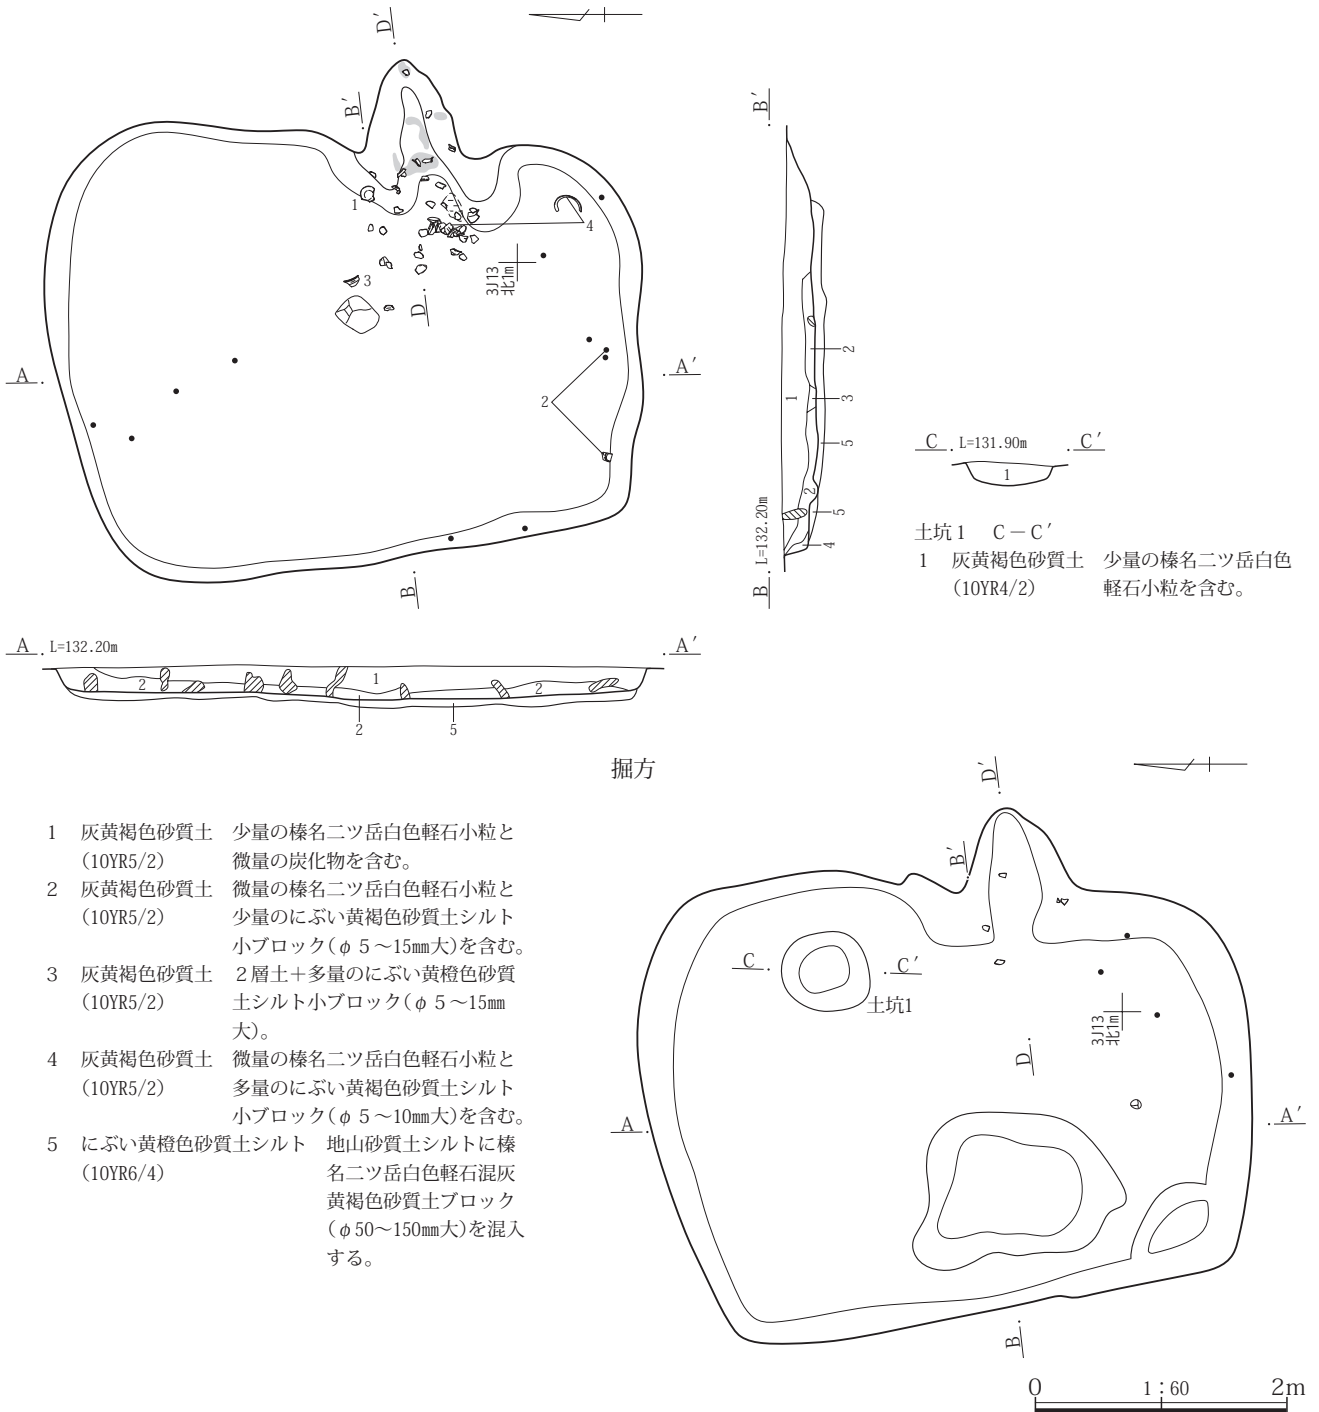 D′
B′
1
4
3
3J13
北1m
D
A
A′
2
B
B′
2
1
3
5
2
5
4
B L=132.20m
C L=131.90m C′
1
土坑1 C－C′
1 灰黄褐色砂質土 少量の榛名二ツ岳白色
(10YR4/2) 軽石小粒を含む。
A L=132.20m A′
1
2
2
2
5
掘方
1 灰黄褐色砂質土 少量の榛名二ツ岳白色軽石小粒と
(10YR5/2) 微量の炭化物を含む。
2 灰黄褐色砂質土 微量の榛名二ツ岳白色軽石小粒と
(10YR5/2) 少量のにぶい黄褐色砂質土シルト
小ブロック(φ5～15㎜大)を含む。
3 灰黄褐色砂質土 2層土＋多量のにぶい黄橙色砂質
(10YR5/2) 土シルト小ブロック(φ5～15㎜
大)。
4 灰黄褐色砂質土 微量の榛名二ツ岳白色軽石小粒と
(10YR5/2) 多量のにぶい黄褐色砂質土シルト
小ブロック(φ5～10㎜大)を含む。
5 にぶい黄橙色砂質土シルト 地山砂質土シルトに榛
(10YR6/4) 名二ツ岳白色軽石混灰
黄褐色砂質土ブロック
(φ50～150㎜大)を混入
する。
D′
B′
C C′
土坑1
3J13
北1m
D
A
A′
B
0 1：60 2m